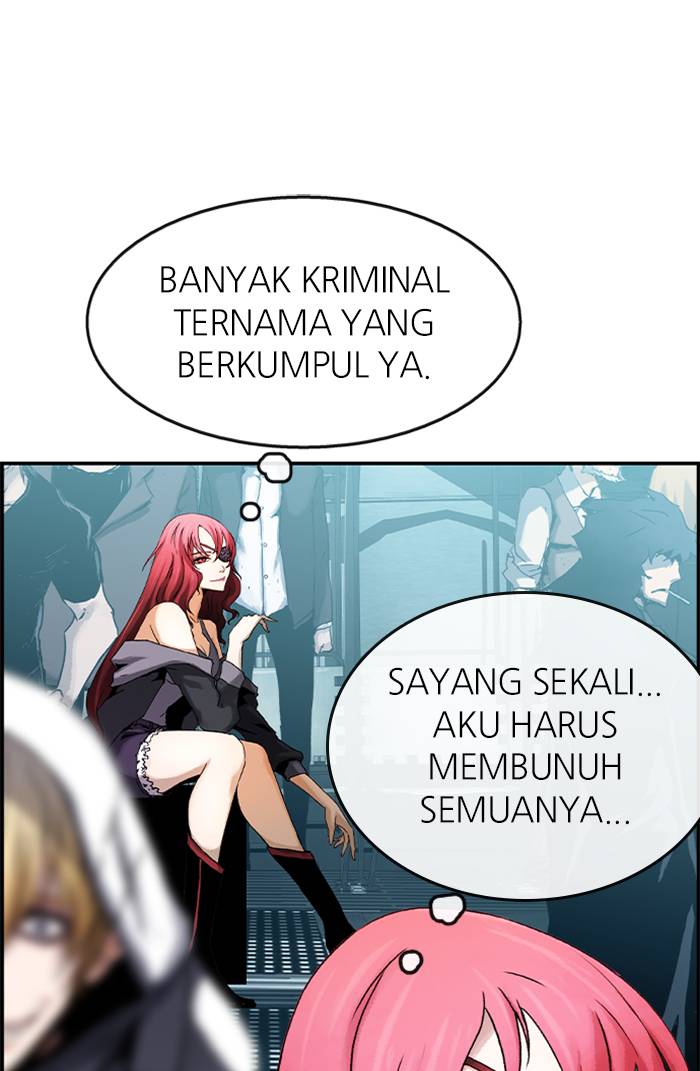 BANYAK KRIMINAL
TERNAMA YANG
BERKUMPUL YA.
SAYANG SEKALI...
AKU HARUS
MEMBUNUH
SEMUANYA...